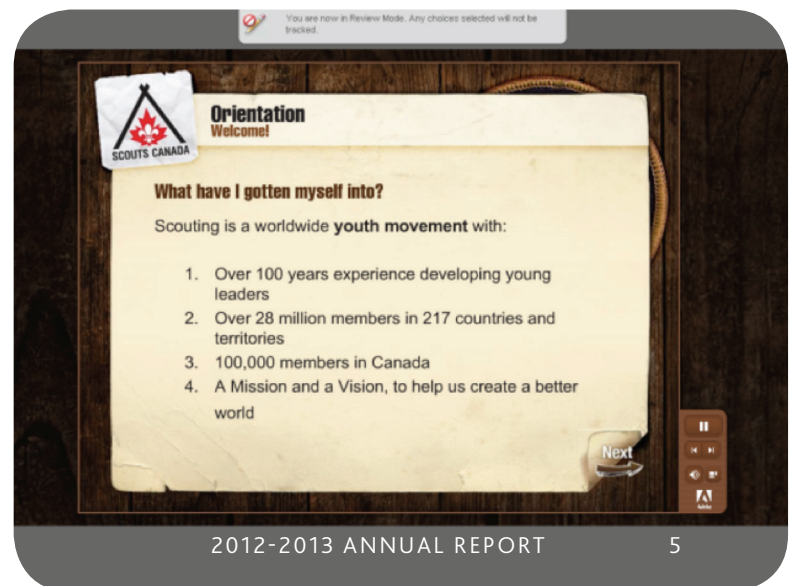 You are now in Review Mode. Any choices selected will not be
tracked.
SCOUTS CANADA
Orientation
Welcome!
What have I gotten myself into?
Scouting is a worldwide youth movement with:
1. Over 100 years experience developing young
leaders
2. Over 28 million members in 217 countries and
territories
3. 100,000 members in Canada
4. A Mission and a Vision, to help us create a better
world
Next
Adobe
2012-2013 ANNUAL REPORT 5